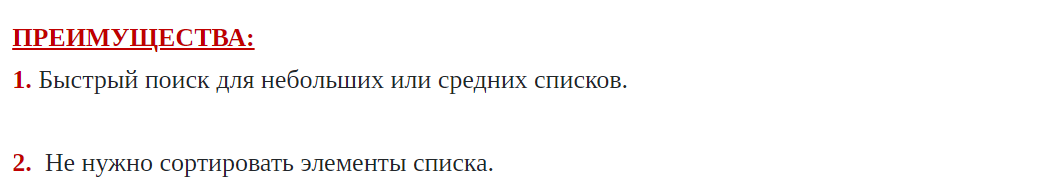 ПРЕИМУЩЕСТВА:
1. Быстрый поиск для небольших или средних списков.
2. Не нужно сортировать элементы списка.